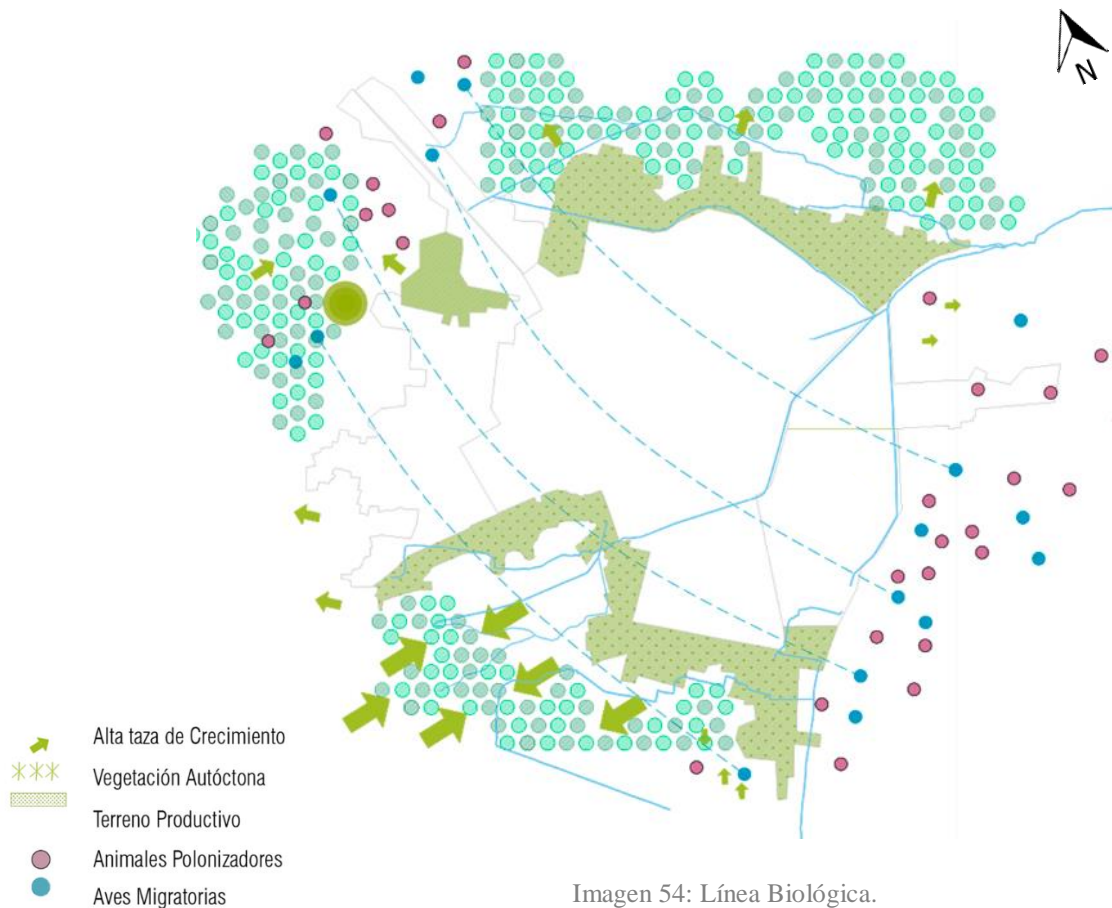 N
Alta taza de Crecimiento
Vegetación Autóctona
Terreno Productivo
Animales Polonizadores
Aves Migratorias
Imagen 54: Línea Biológica.